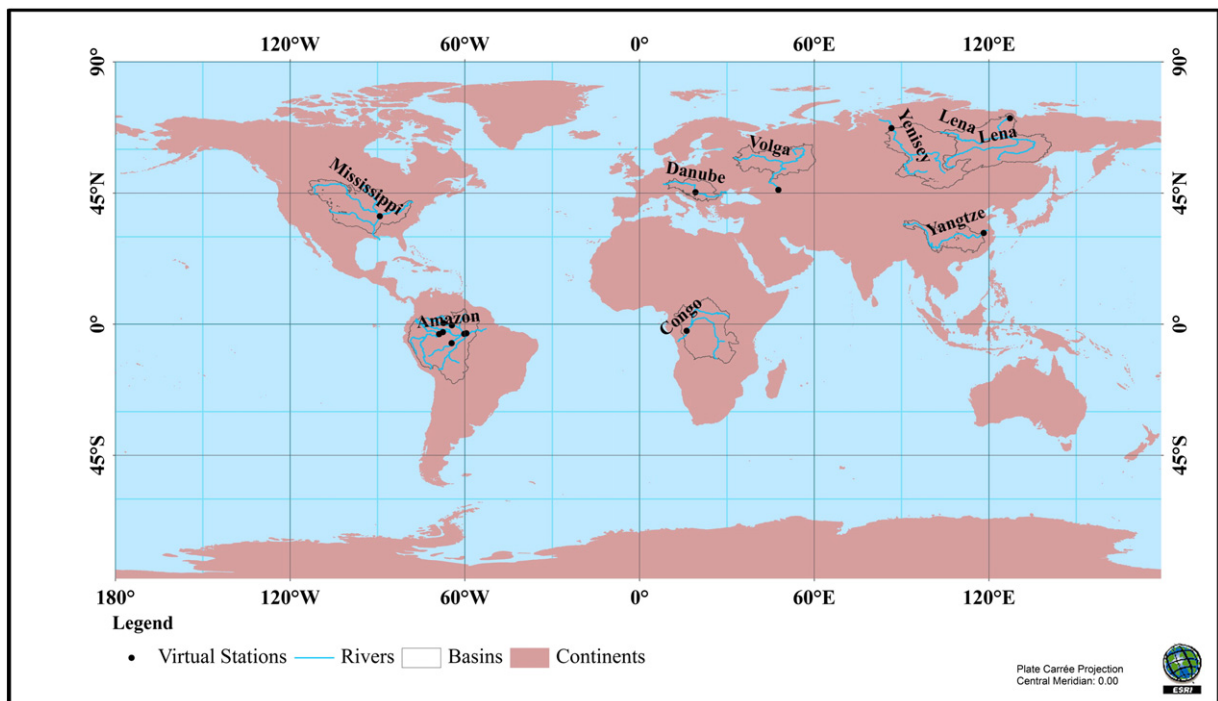 120°W 60°W 0° 60°E 120°E
90° 90°
Lena
Lena
Yenisey
Volga
Danube
Mississippi
45°N 45°N
Yangtze
Amazon
Congo
0° 0°
45°S 45°S
180° 120°W 60°W 0° 60°E 120°E
Legend
Virtual Stations Rivers Basins Continents
Plate Carrée Projection
Central Meridian: 0.00
ESRI